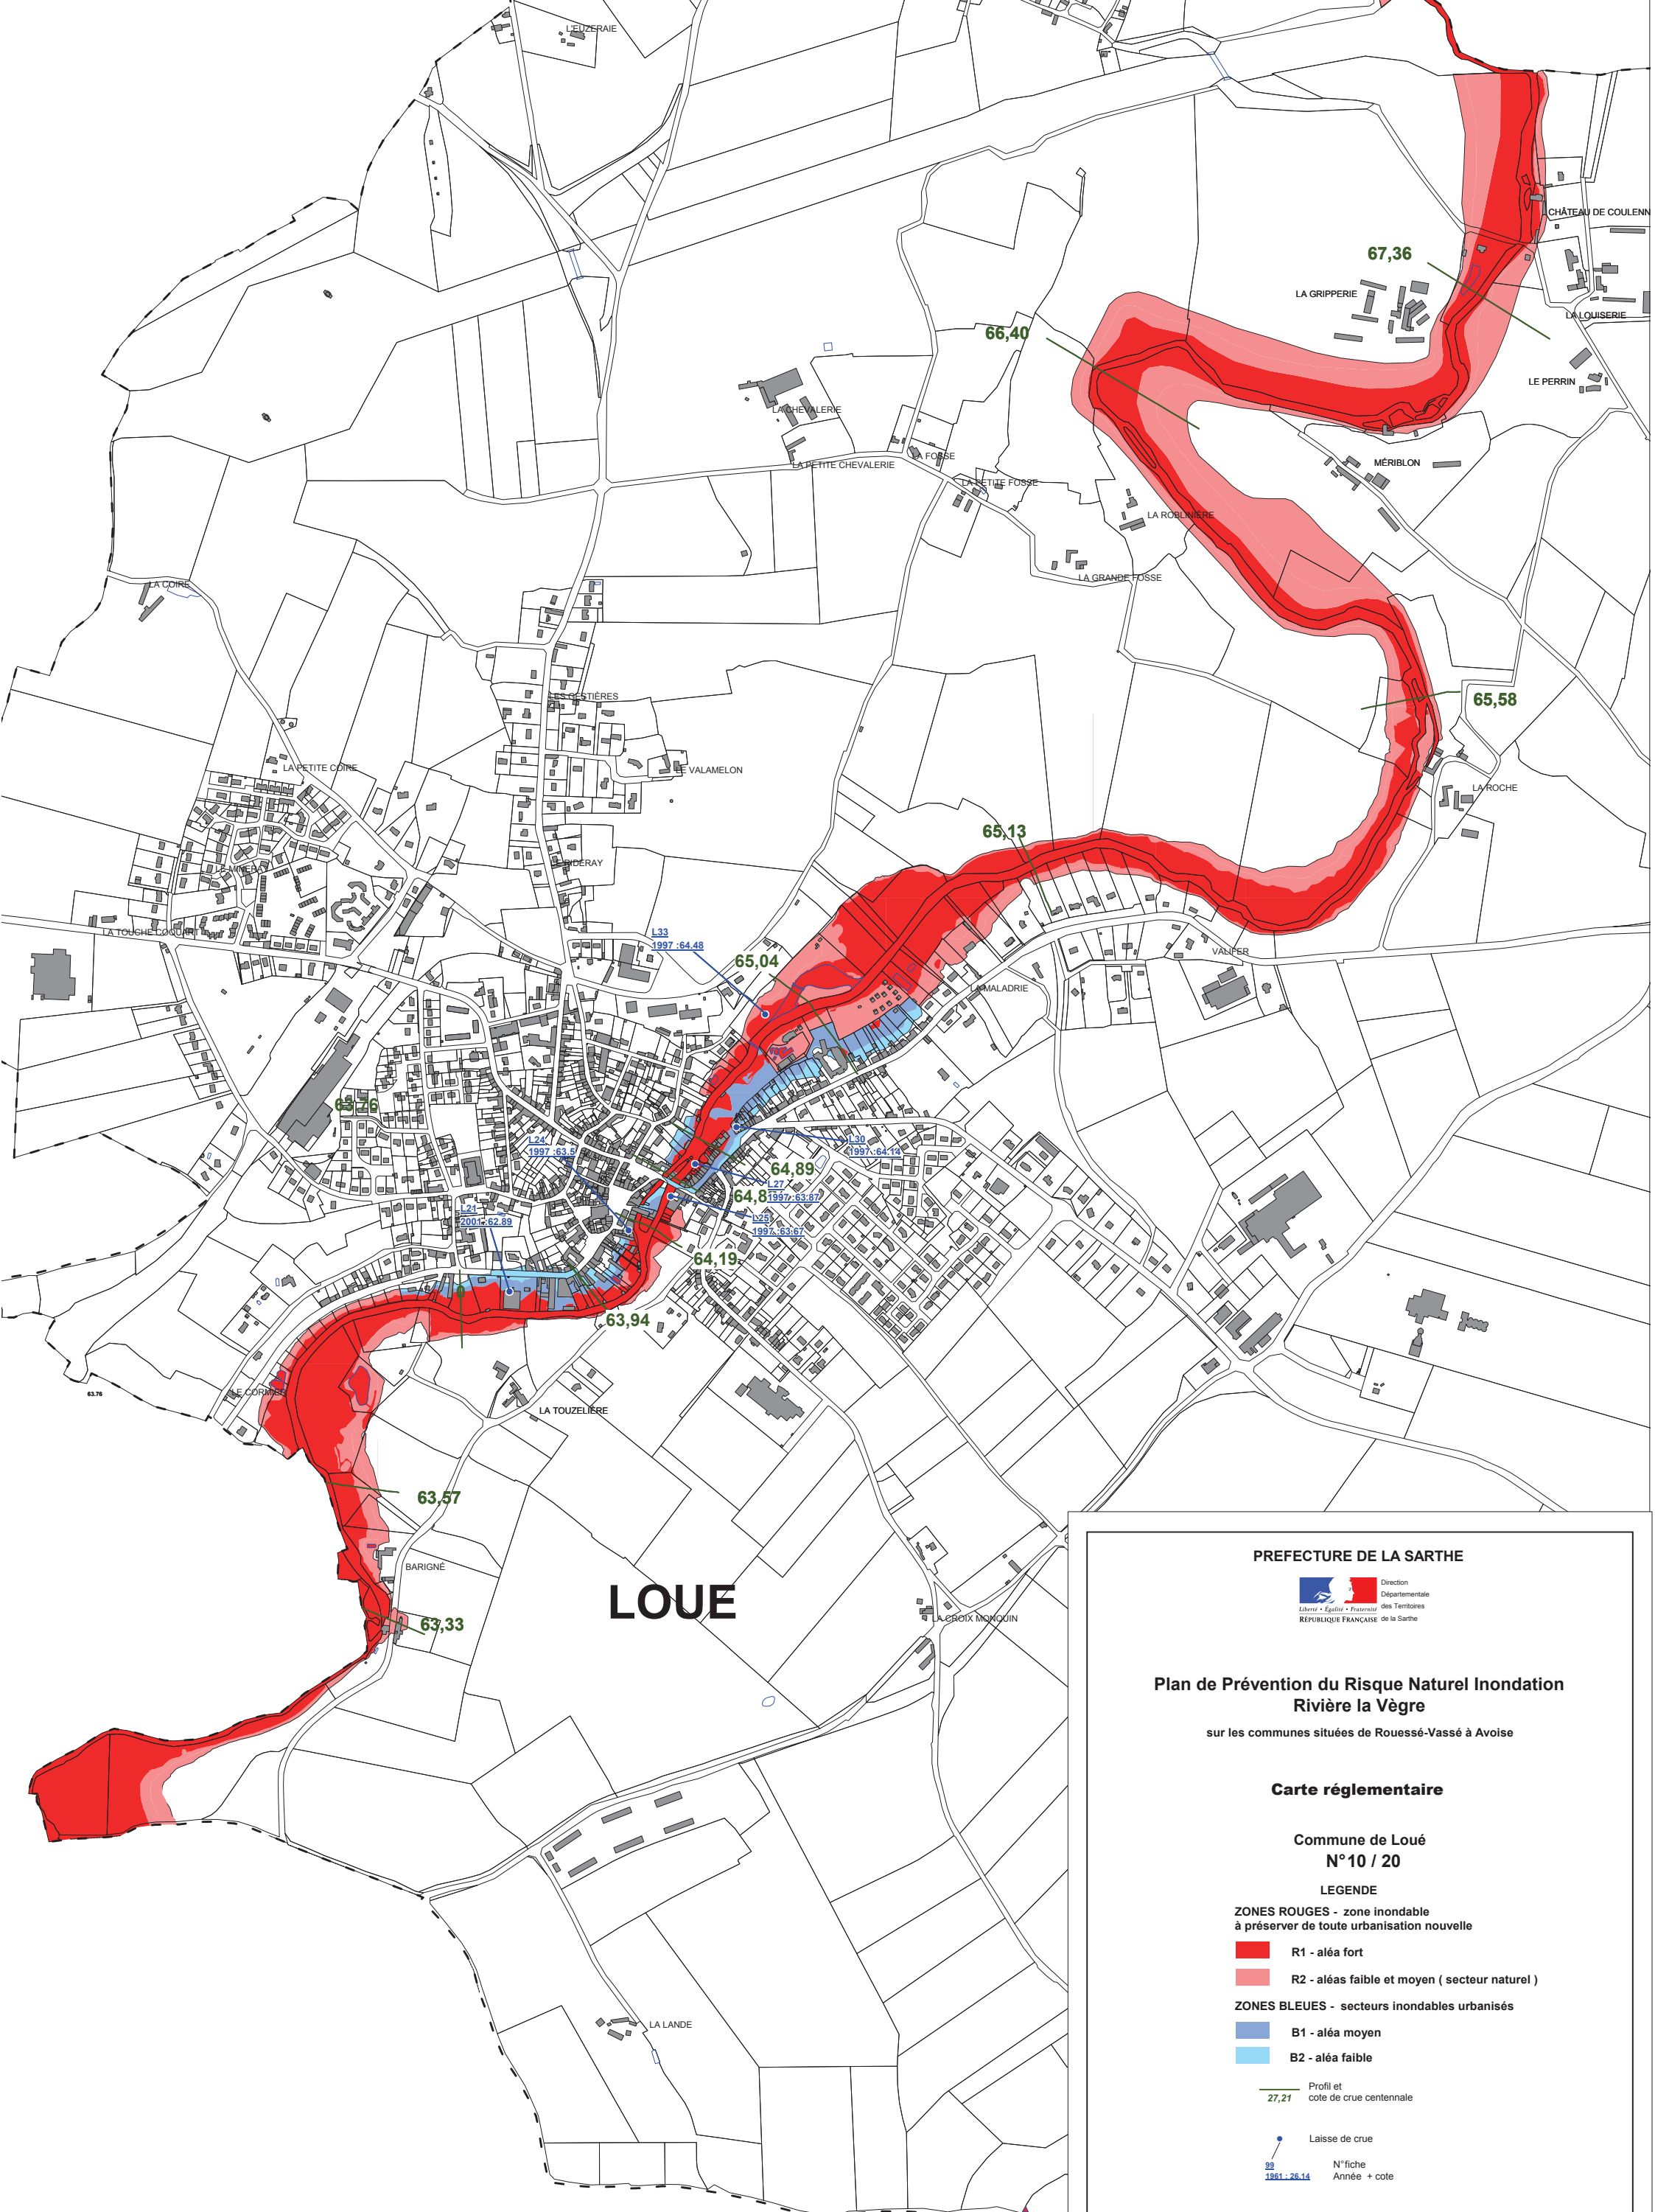 L'EUZERAIE
CHÂTEAU DE COULENN
67,36
LA GRIPPERIE
LA LOUISERIE
66,40
LE PERRIN
LA CHEVALERIE
LA FOSSE
LA PETITE CHEVALERIE
MÉRIBLON
LA PETITE FOSSE
LA ROBLINIÈRE
LA GRANDE FOSSE
LA COIRE
LES GESTIÈRES
65,58
LA PETITE COIRE
LE VALAMELON
LA ROCHE
65,13
LE PIDERAY
LE MINERAY
LA TOUCHE COQUART
L33
1997 :64.48
VALIFER
65,04
LA MALADRIE
63,76
L24
1997 :63.5
L30
1997 :64.14
64,89
L27
1997 :63:87
64,8
L21
2001 :62.89
L25
1997 :63:67
64,19
63,94
63.76
LE CORMIER
LA TOUZELIÈRE
63,57
BARIGNÉ
LOUE
LA CROIX MONQUIN
63,33
LA LANDE
PREFECTURE DE LA SARTHE
Direction
Départementale
des Territoires
de la Sarthe
Liberté • Égalité • Fraternité
RÉPUBLIQUE FRANÇAISE
Plan de Prévention du Risque Naturel Inondation
Rivière la Vègre
sur les communes situées de Rouessé-Vassé à Avoise
Carte réglementaire
Commune de Loué
N°10 / 20
LEGENDE
ZONES ROUGES - zone inondable
à préserver de toute urbanisation nouvelle
R1 - aléa fort
R2 - aléas faible et moyen ( secteur naturel )
ZONES BLEUES - secteurs inondables urbanisés
B1 - aléa moyen
B2 - aléa faible
Profil et
27,21 cote de crue centennale
Laisse de crue
99 N°fiche
1961 : 26.14 Année + cote